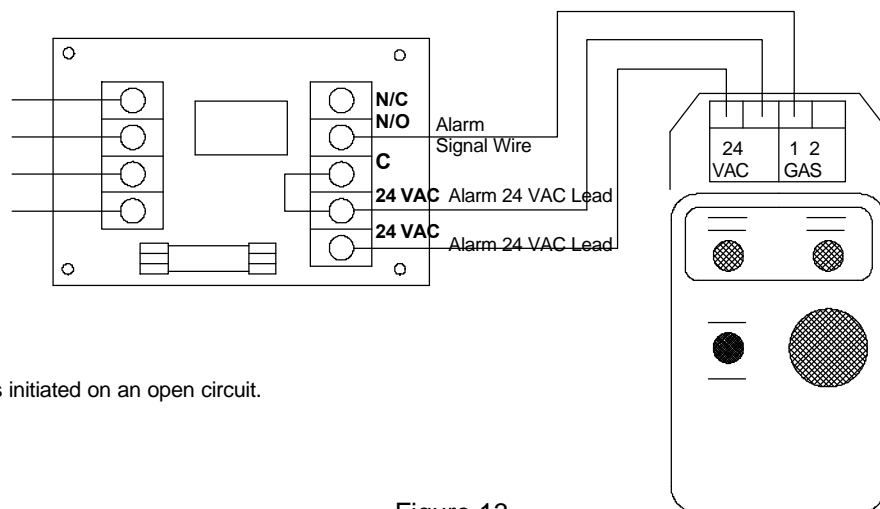 N/C
N/O
Alarm
Signal Wire
C
24 VAC Alarm 24 VAC Lead
24 VAC
Alarm 24 VAC Lead
24
VAC
1 2
GAS
initiated on an open circuit.